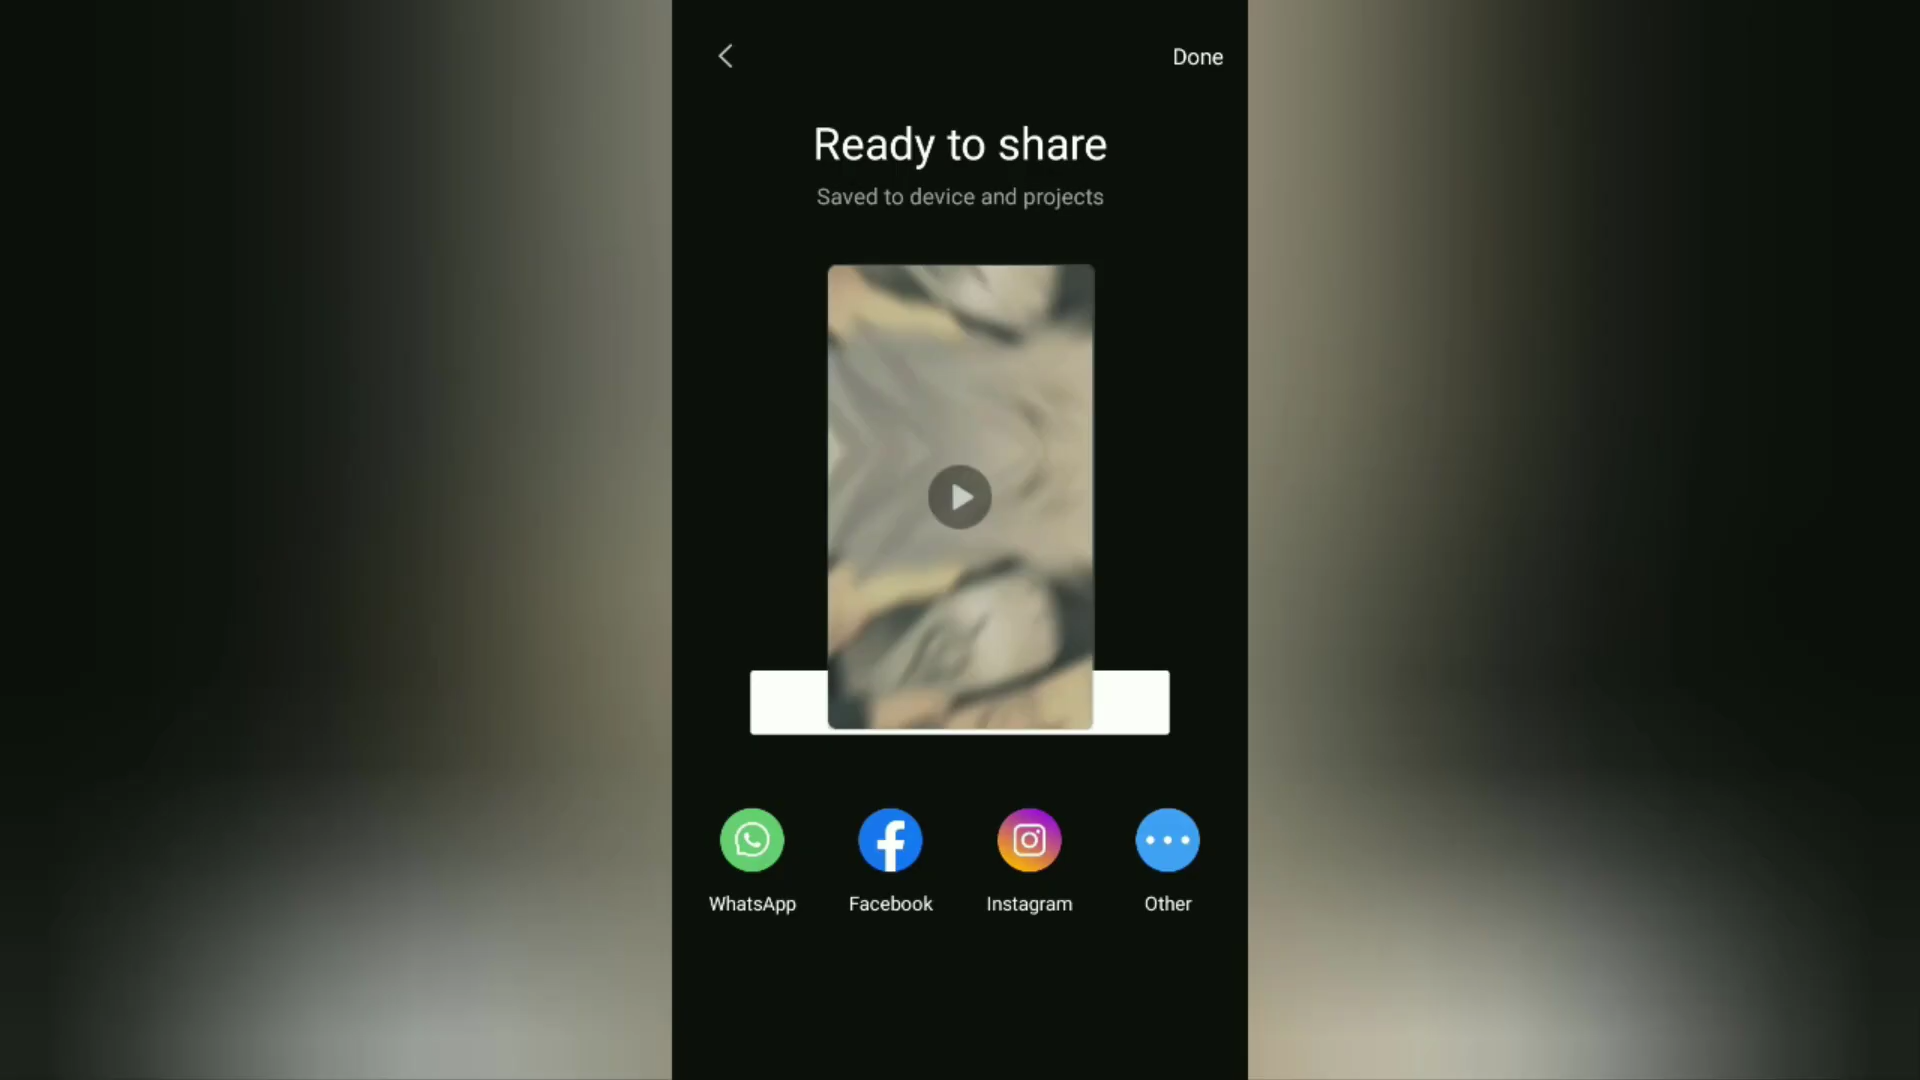 Done
Ready to share
Saved to device and projects
WhatsApp Facebook Instagram Other